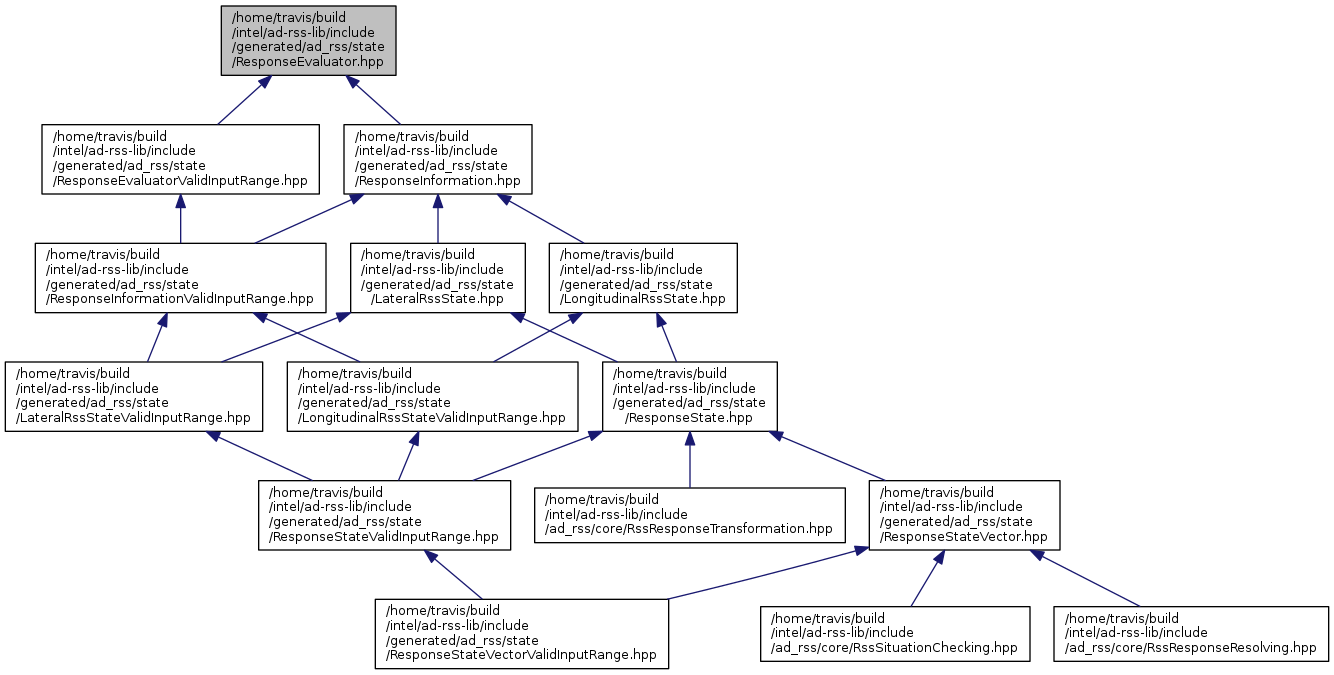 /home/travis/build
/intel/ad-rss-lib/include
/generated/ad_rss/state
/ResponseEvaluator.hpp
/home/travis/build
/intel/ad-rss-lib/include
/generated/ad_rss/state
/ResponseEvaluatorValidInputRange.hpp
/home/travis/build
/intel/ad-rss-lib/include
/generated/ad_rss/state
/ResponseInformation.hpp
/home/travis/build
/intel/ad-rss-lib/include
/generated/ad_rss/state
/ResponseInformationValidInputRange.hpp
/home/travis/build
/intel/ad-rss-lib/include
/generated/ad_rss/state
/LateralRssState.hpp
/home/travis/build
/intel/ad-rss-lib/include
/generated/ad_rss/state
/LongitudinalRssState.hpp
/home/travis/build
/intel/ad-rss-lib/include
/generated/ad_rss/state
/LateralRssStateValidInputRange.hpp
/home/travis/build
/intel/ad-rss-lib/include
/generated/ad_rss/state
/LongitudinalRssStateValidInputRange.hpp
/home/travis/build
/intel/ad-rss-lib/include
/generated/ad_rss/state
/ResponseState.hpp
/home/travis/build
/intel/ad-rss-lib/include
/generated/ad_rss/state
/ResponseStateValidInputRange.hpp
/home/travis/build
/intel/ad-rss-lib/include
/ad_rss/core/RssResponseTransformation.hpp
/home/travis/build
/intel/ad-rss-lib/include
/generated/ad_rss/state
/ResponseStateVector.hpp
/home/travis/build
/intel/ad-rss-lib/include
/generated/ad_rss/state
/ResponseStateVectorValidInputRange.hpp
/home/travis/build
/intel/ad-rss-lib/include
/ad_rss/core/RssSituationChecking.hpp
/home/travis/build
/intel/ad-rss-lib/include
/ad_rss/core/RssResponseResolving.hpp